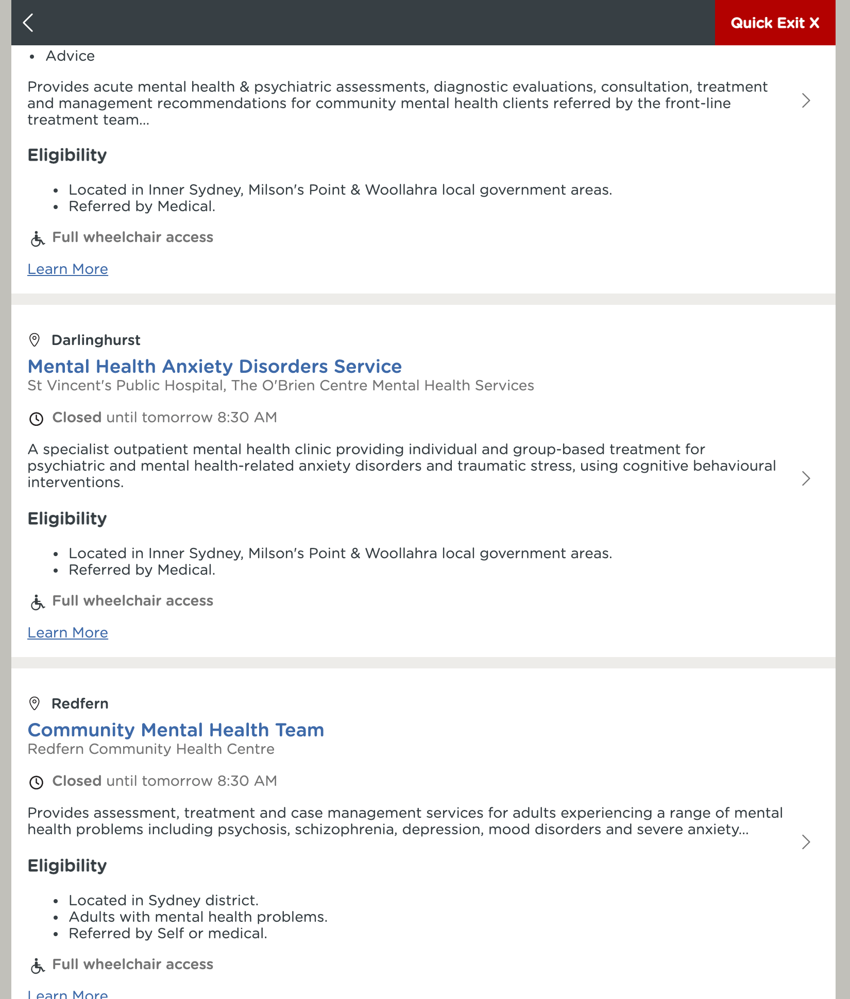 Quick Exit X
• Advice
Provides acute mental health & psychiatric assessments, diagnostic evaluations, consultation, treatment
and management recommendations for community mental health clients referred by the front-line
treatment team...
Eligibility
• Located in Inner Sydney, Milson's Point & Woollahra local government areas.
• Referred by Medical.
Full wheelchair access
Learn More
Darlinghurst
Mental Health Anxiety Disorders Service
St Vincent's Public Hospital, The O'Brien Centre Mental Health Services
Closed until tomorrow 8:30 AM
A specialist outpatient mental health clinic providing individual and group-based treatment for
psychiatric and mental health-related anxiety disorders and traumatic stress, using cognitive behavioural
interventions.
Eligibility
• Located in Inner Sydney, Milson's Point & Woollahra local government areas.
• Referred by Medical.
Full wheelchair access
Learn More
Redfern
Community Mental Health Team
Redfern Community Health Centre
Closed until tomorrow 8:30 AM
Provides assessment, treatment and case management services for adults experiencing a range of mental
health problems including psychosis, schizophrenia, depression, mood disorders and severe anxiety...
Eligibility
• Located in Sydney district.
• Adults with mental health problems.
• Referred by Self or medical.
Full wheelchair access
Learn More